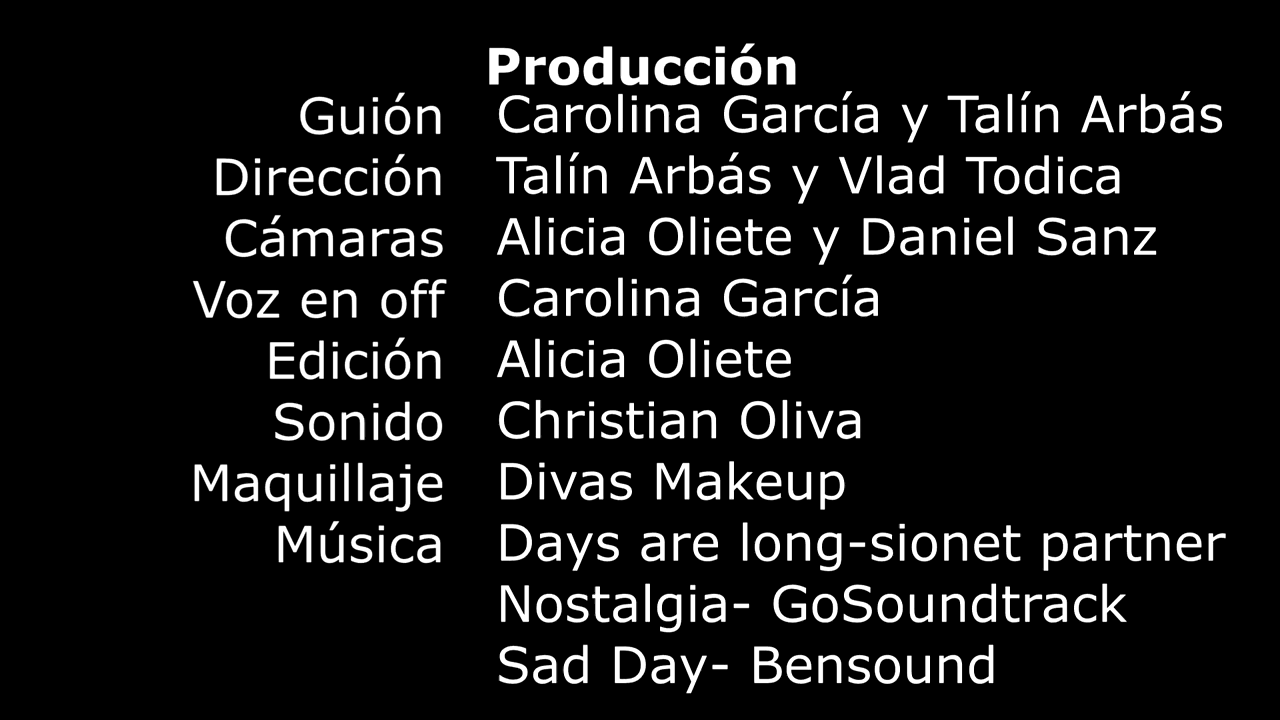 Producción
Guión Carolina García y Talín Arbás
Dirección Talín Arbás y Vlad Todica
Cámaras Alicia Oliete y Daniel Sanz
Voz en off Carolina García
Edición Alicia Oliete
Sonido Christian Oliva
Maquillaje Divas Makeup
Música Days are long-sionet partner
Nostalgia- GoSoundtrack
Sad Day- Bensound